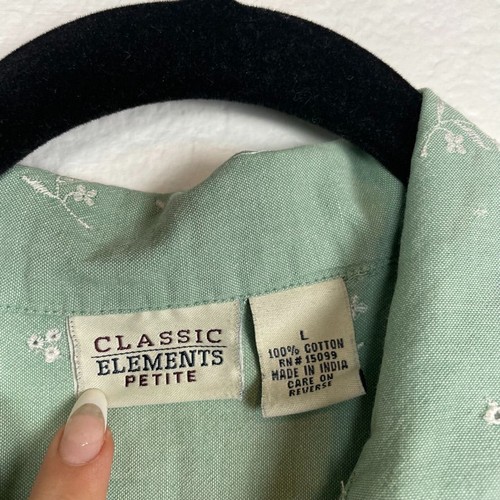 CLASSIC
ELEMENTS
PETITE
L
100% COTTON
RN# 15099
MADE IN INDIA
CARE ON
REVERSE